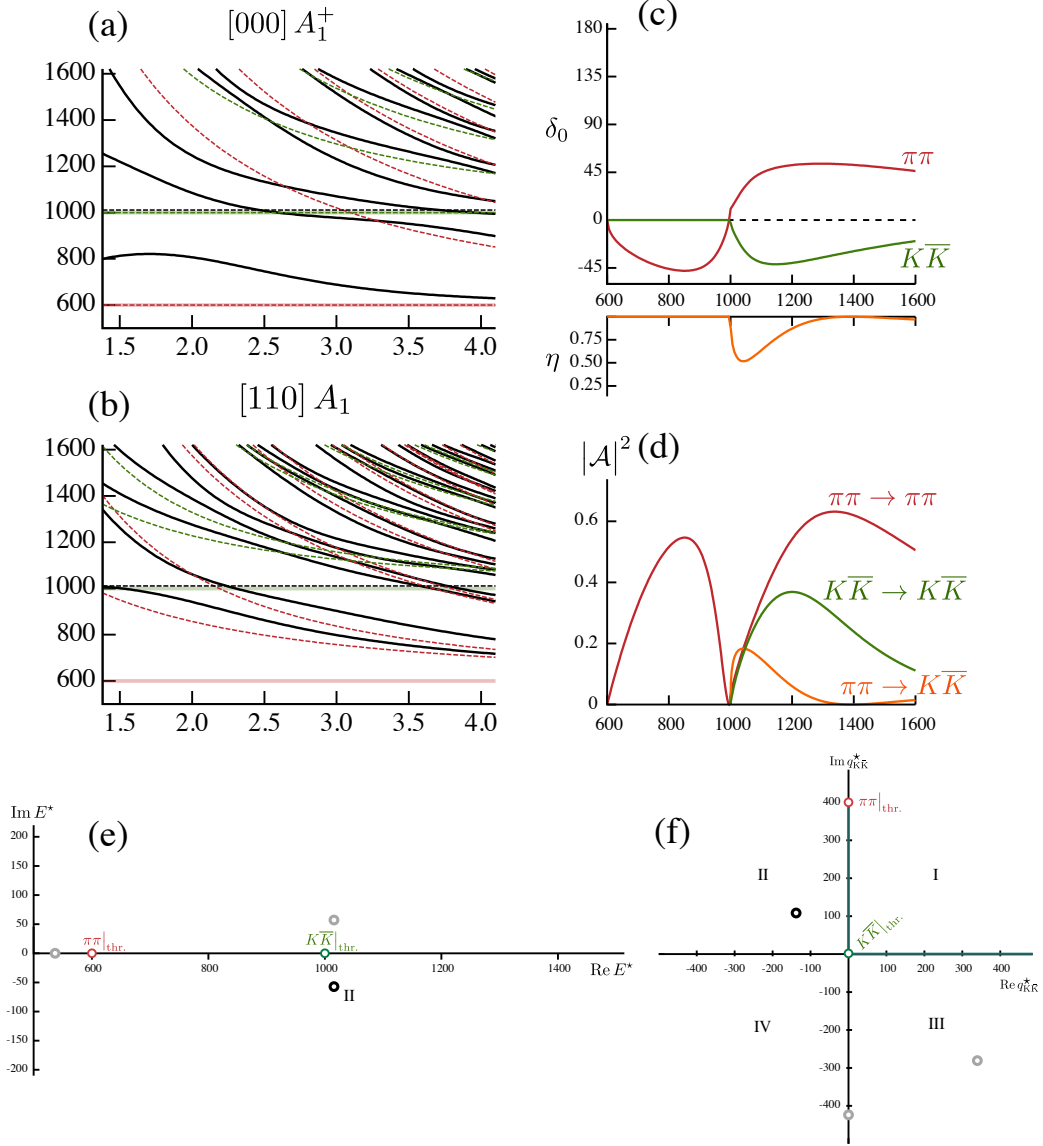 (a) [000] A₁⁺
1600
1400
1200
1000
800
600
1.5 2.0 2.5 3.0 3.5 4.0
(b) [110] A₁
1600
1400
1200
1000
800
600
1.5 2.0 2.5 3.0 3.5 4.0
(c)
180
135
90
45
0
-45
δ₀
ππ
KK̅
600 800 1000 1200 1400 1600
η
0.75
0.50
0.25
|𝒜|² (d)
0.6
0.4
0.2
0
ππ → ππ
KK̅ → KK̅
ππ → KK̅
600 800 1000 1200 1400 1600
(e)
Im E⋆
200
150
100
50
0
-50
-100
-150
-200
ππ|thr.
KK̅|thr.
600 800 1000 1200 1400
Re E⋆
II
(f)
Im q⋆KK̅
400
300
200
100
-100
-200
-300
-400
ππ|thr.
II I
KK̅|thr.
-400 -300 -200 -100 100 200 300 400
Re q⋆KK̅
IV III